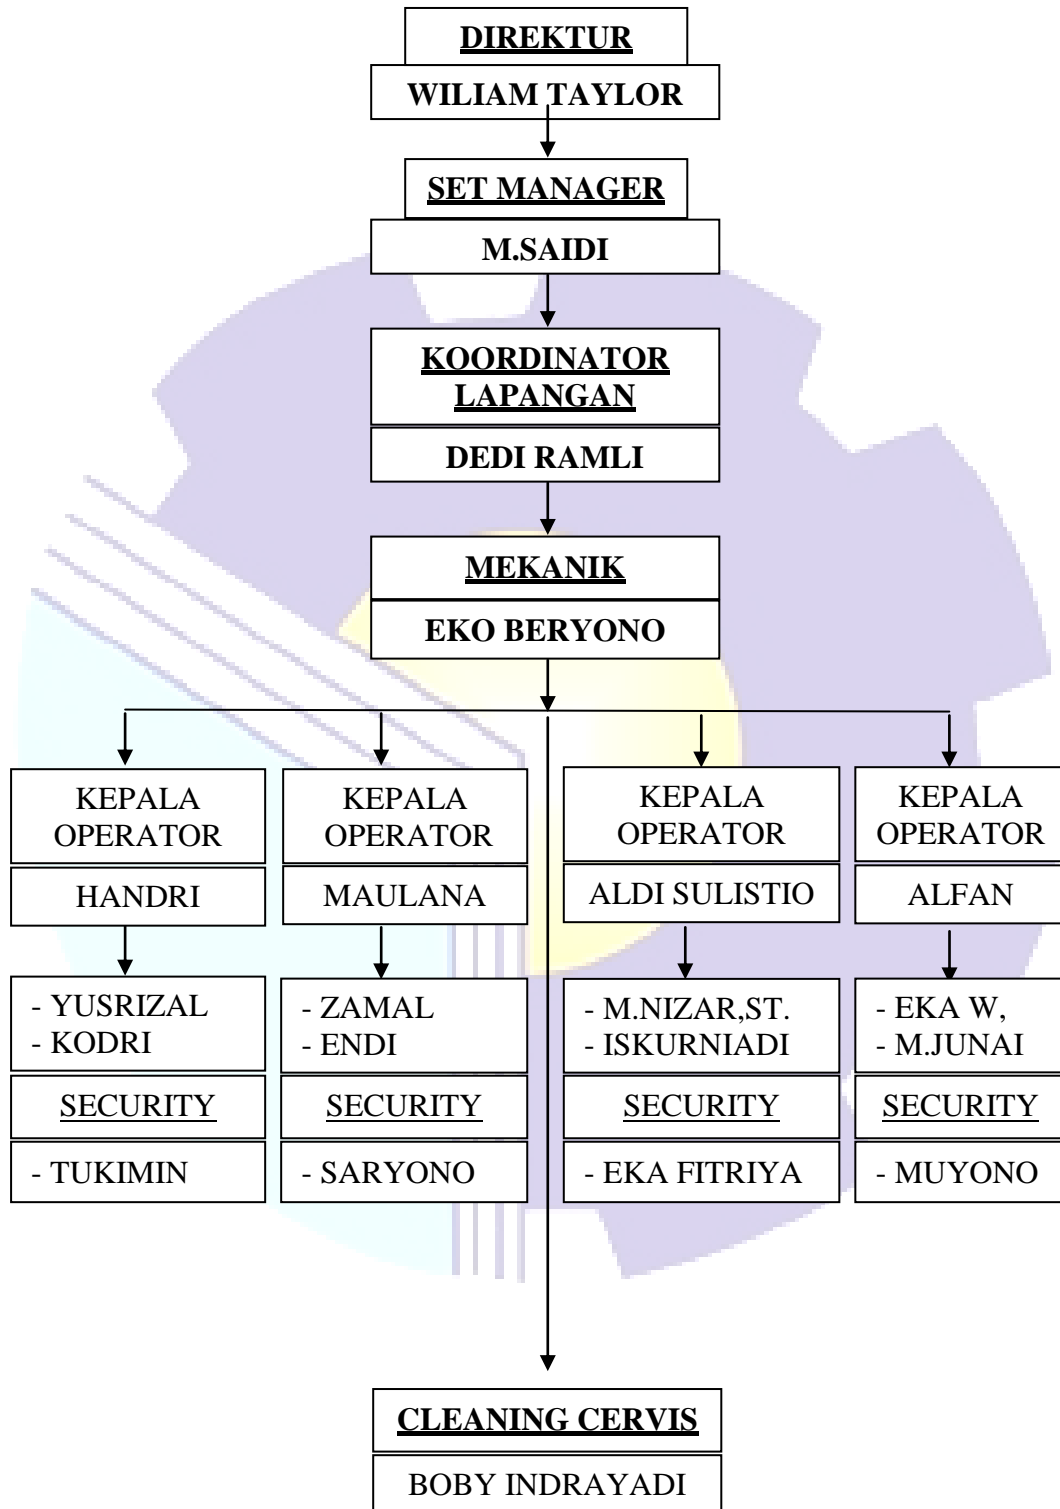 DIREKTUR
WILIAM TAYLOR
SET MANAGER
M.SAIDI
KOORDINATOR
LAPANGAN
DEDI RAMLI
MEKANIK
EKO BERYONO
KEPALA
OPERATOR
HANDRI
- YUSRIZAL
- KODRI
SECURITY
- TUKIMIN
KEPALA
OPERATOR
MAULANA
- ZAMAL
- ENDI
SECURITY
- SARYONO
KEPALA
OPERATOR
ALDI SULISTIO
- M.NIZAR,ST.
- ISKURNIADI
SECURITY
- EKA FITRIYA
KEPALA
OPERATOR
ALFAN
- EKA W,
- M.JUNAI
SECURITY
- MUYONO
CLEANING CERVIS
BOBY INDRAYADI